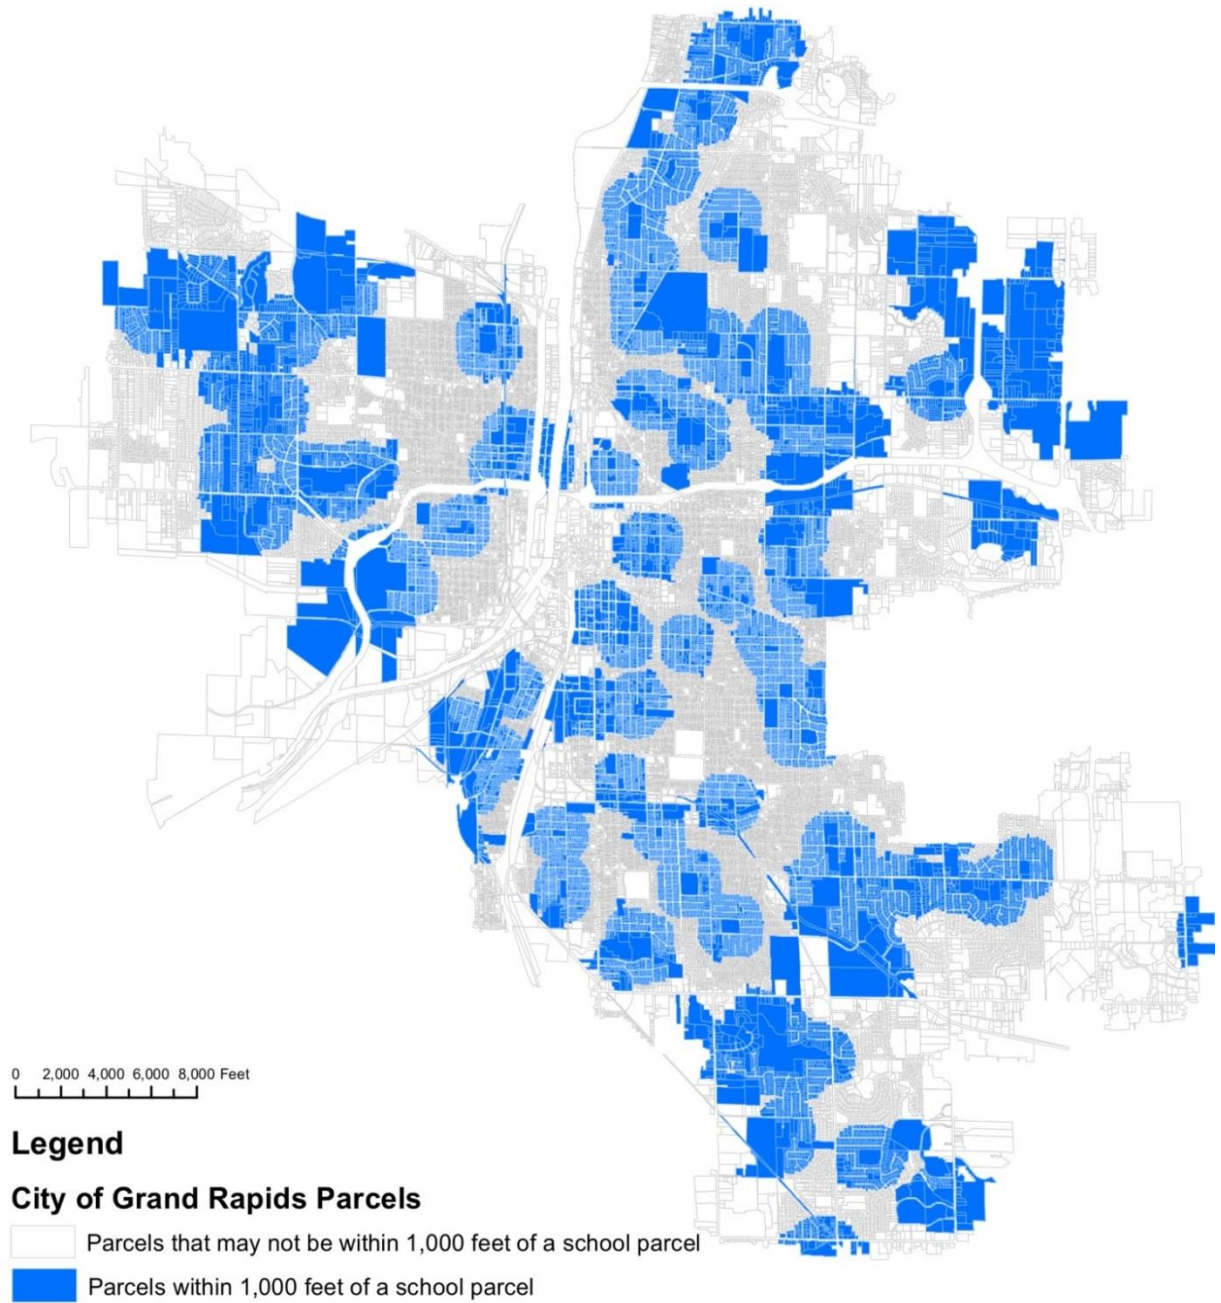 0 2,000 4,000 6,000 8,000 Feet
Legend
City of Grand Rapids Parcels
Parcels that may not be within 1,000 feet of a school parcel
Parcels within 1,000 feet of a school parcel